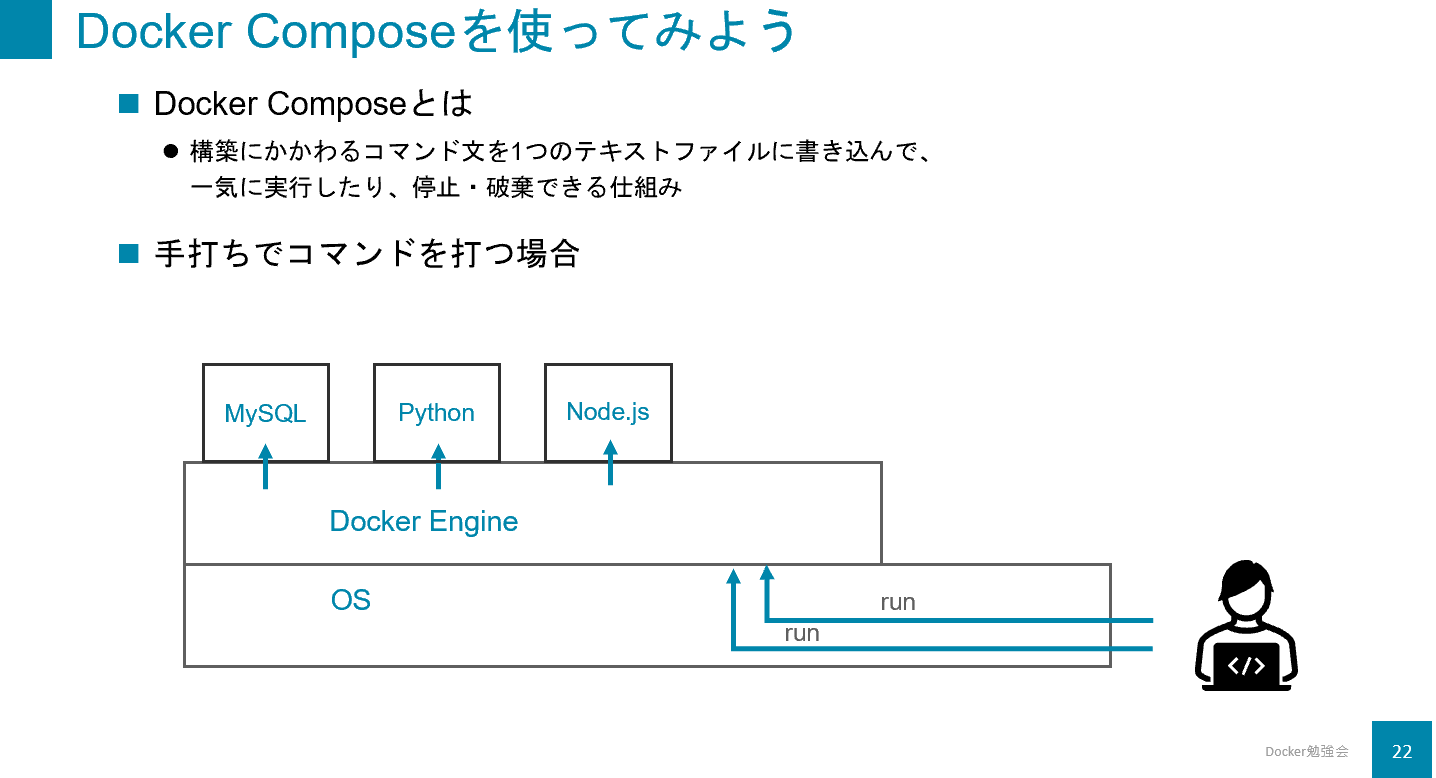 Docker Composeを使ってみよう
Docker Composeとは
構築にかかわるコマンド文を1つのテキストファイルに書き込んで、
一気に実行したり、停止・破棄できる仕組み
手打ちでコマンドを打つ場合
MySQL
Python
Node.js
Docker Engine
OS
run
run
</>
Docker勉強会
22